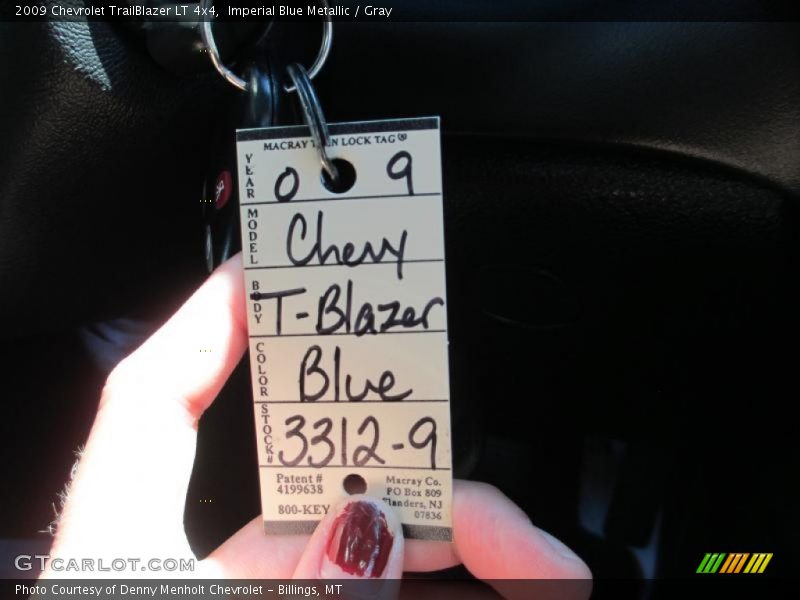 2009 Chevrolet TrailBlazer LT 4x4,  Imperial Blue Metallic / Gray
MACRAY LOCK TAG
YEAR 0 9
MODEL Chevy
BODY T-Blazer
COLOR Blue
STOCK# 3312-9
Patent #
4199638
800-KEY
Macray Co.
PO Box 809
Flanders, NJ
07836
GTCarLot.com
Photo Courtesy of Denny Menholt Chevrolet - Billings, MT